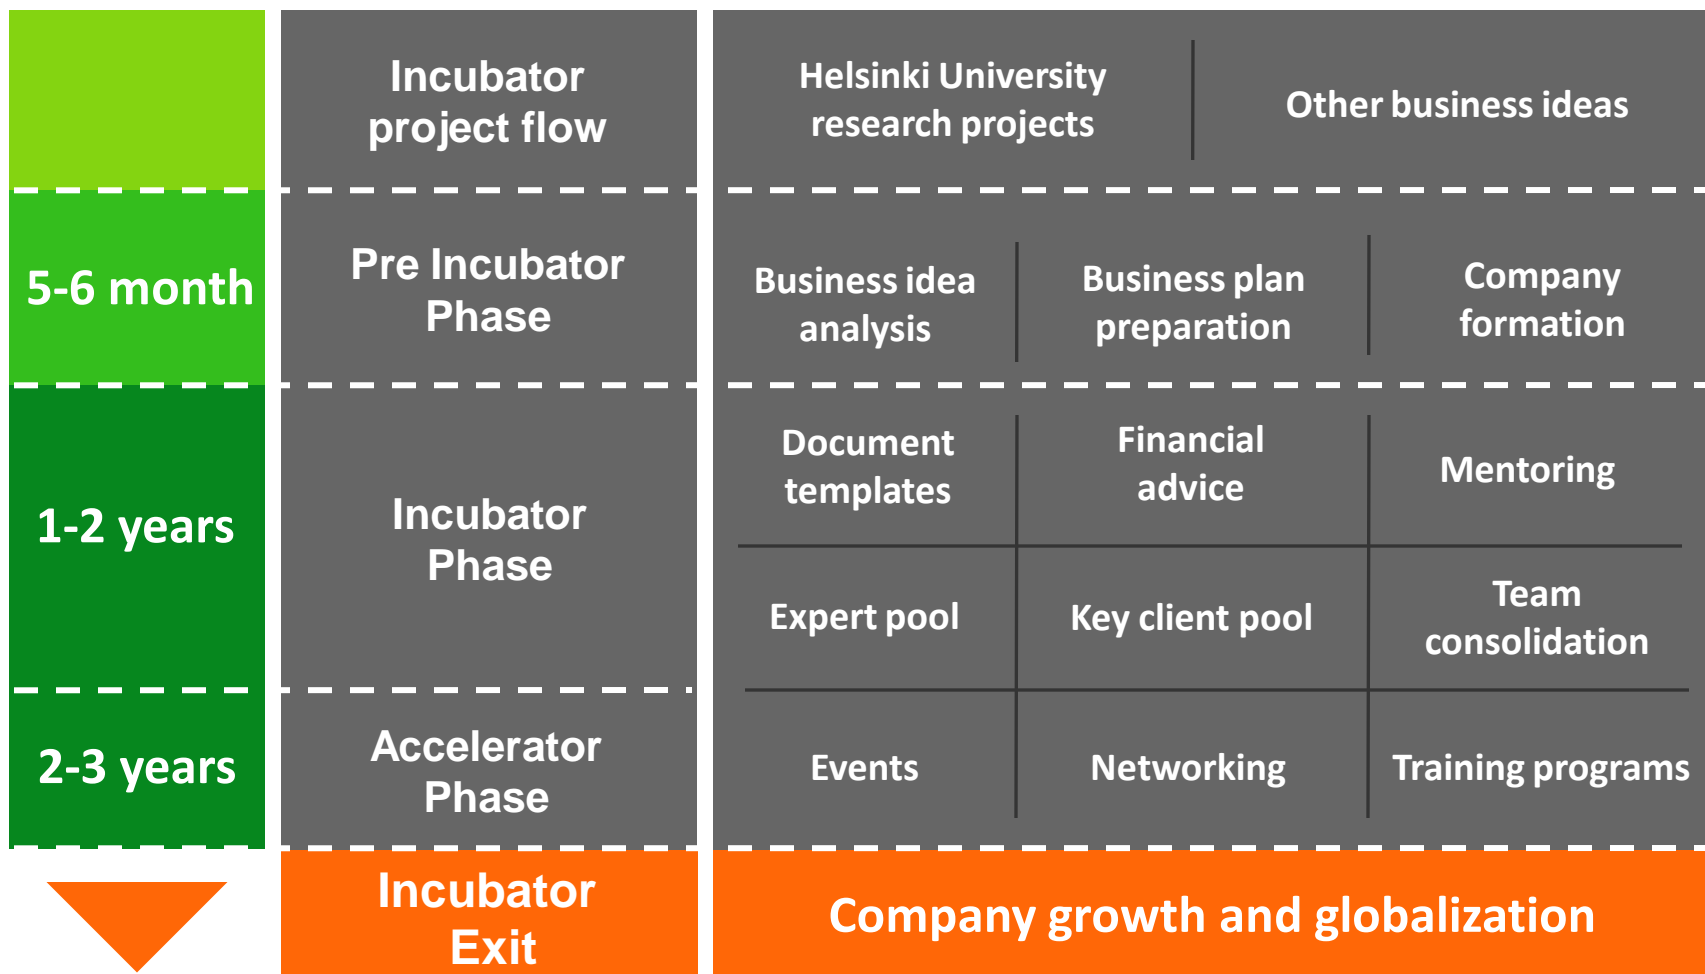 Incubator
project flow
Helsinki University
research projects
Other business ideas
5-6 month
Pre Incubator
Phase
Business idea
analysis
Business plan
preparation
Company
formation
1-2 years
Incubator
Phase
Document
templates
Financial
advice
Mentoring
Expert pool
Key client pool
Team
consolidation
2-3 years
Accelerator
Phase
Events
Networking
Training programs
Incubator
Exit
Company growth and globalization